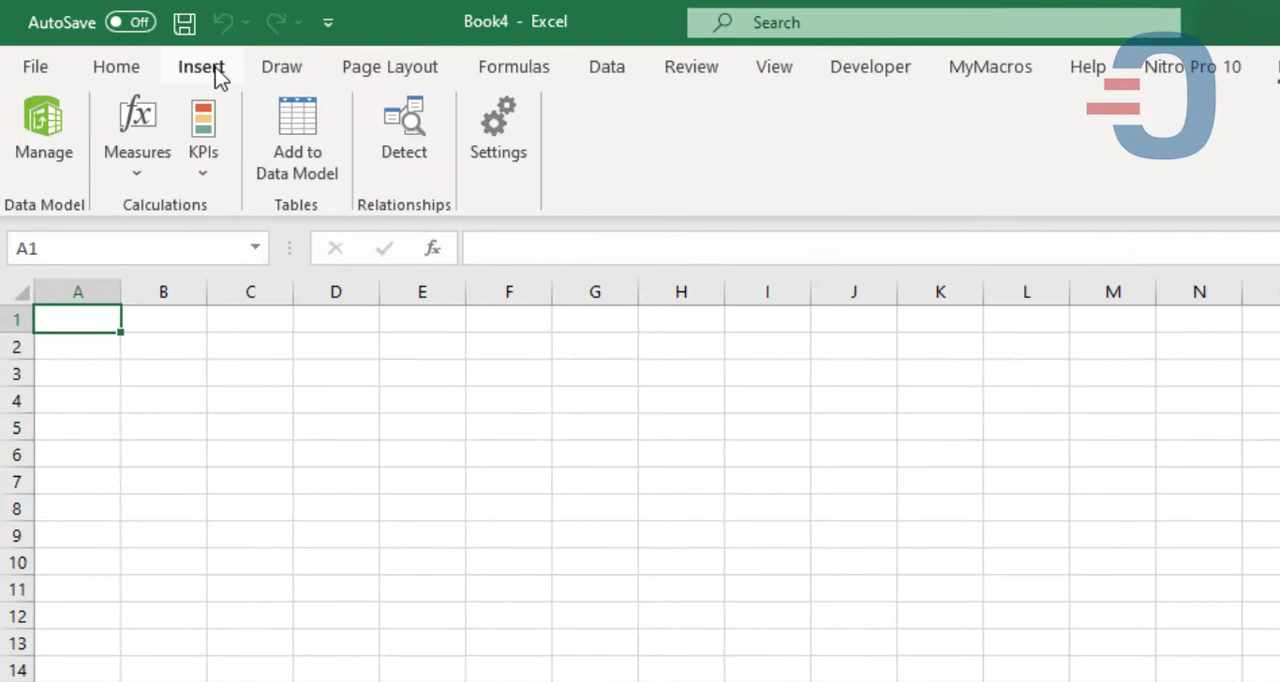 AutoSave Off Book4 - Excel Search
File Home Insert Draw Page Layout Formulas Data Review View Developer MyMacros Help Nitro Pro 10
Manage Measures KPIs Add to Data Model Detect Settings
Data Model Calculations Tables Relationships
A1 fx
A B C D E F G H I J K L M N
1
2
3
4
5
6
7
8
9
10
11
12
13
14